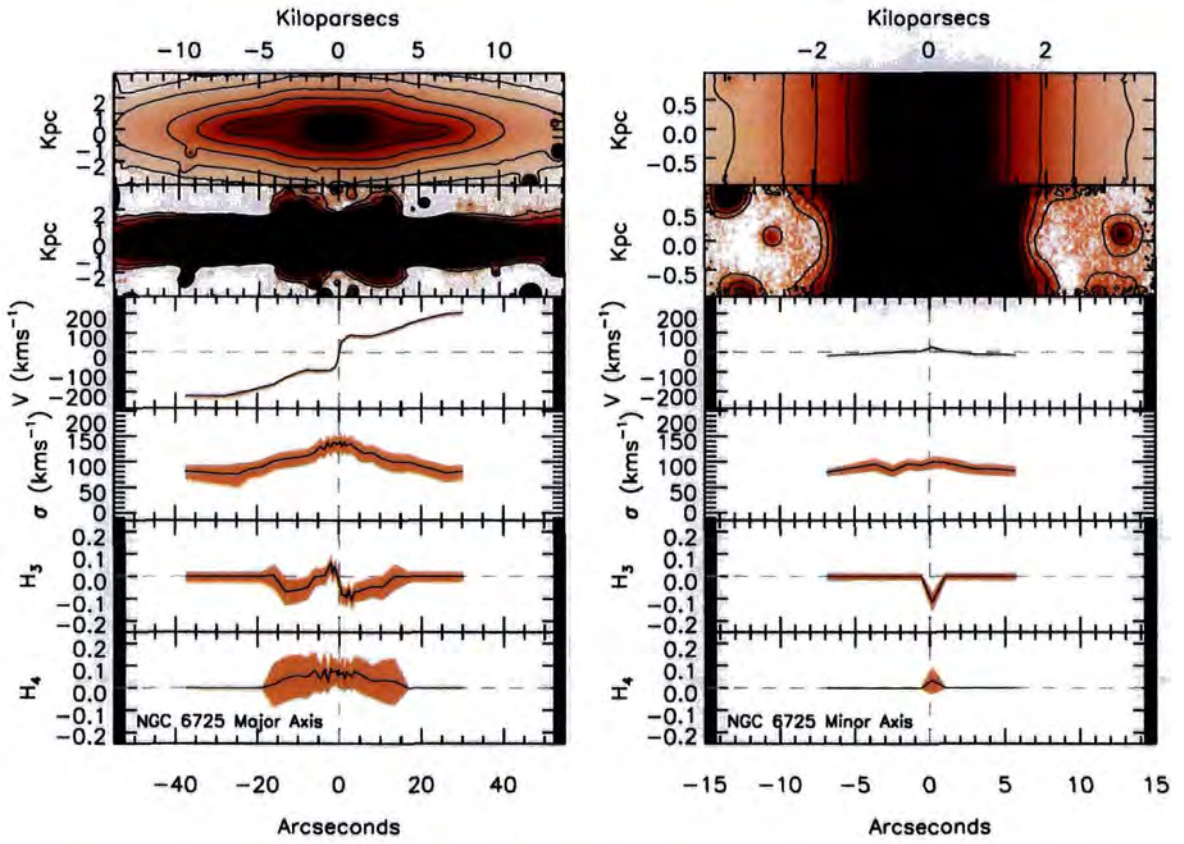 Kiloparsecs
-10 -5 0 5 10
Kpc
2
0
-2
Kpc
2
0
-2
V (kms⁻¹)
200
100
0
-100
-200
σ (kms⁻¹)
200
150
100
50
0
H₃
0.2
0.1
0.0
-0.1
-0.2
H₄
0.2
0.1
0.0
-0.1
-0.2
NGC 6725 Major Axis
-40 -20 0 20 40
Arcseconds
Kiloparsecs
-2 0 2
Kpc
0.5
0.0
-0.5
Kpc
0.5
0.0
-0.5
V (kms⁻¹)
200
100
0
-100
-200
σ (kms⁻¹)
200
150
100
50
0
H₃
0.2
0.1
0.0
-0.1
-0.2
H₄
0.2
0.1
0.0
-0.1
-0.2
NGC 6725 Minor Axis
-15 -10 -5 0 5 10 15
Arcseconds